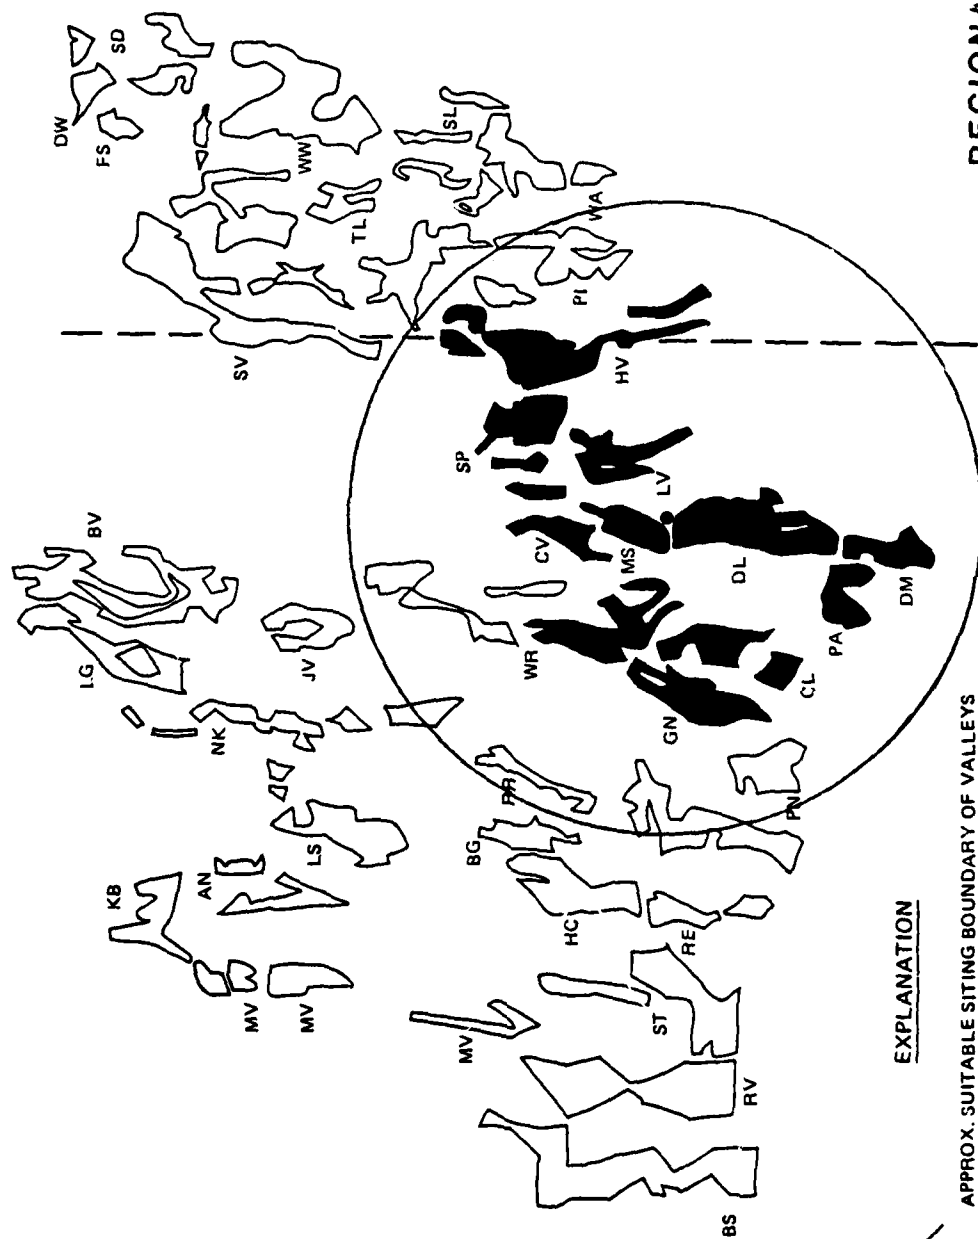 DW
LG
BV
FS
KB
SD
AN
NK
SV
MV
WW
LS
JV
MV
TL
SL
MV
SP
BG
RR
WR
CV
HC
PI
WA
HV
MS
ST
LV
GN
RE
BS
DL
RV
PN
CL
PA
DM
EXPLANATION
APPROX. SUITABLE SITING BOUNDARY OF VALLEYS
REGIONA